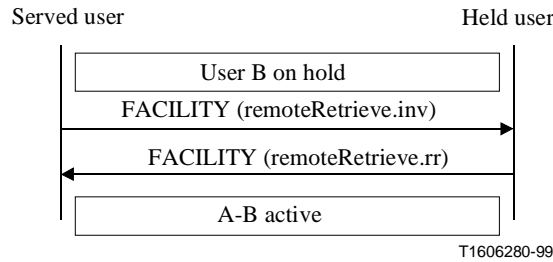 Served user Held user
User B on hold
FACILITY (remoteRetrieve.inv)
FACILITY (remoteRetrieve.rr)
A-B active
T1606280-99